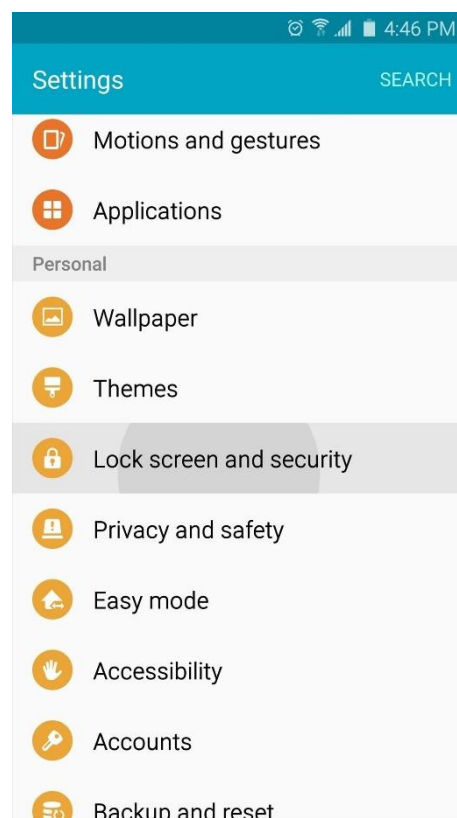 4:46 PM
Settings
SEARCH
Motions and gestures
Applications
Personal
Wallpaper
Themes
Lock screen and security
Privacy and safety
Easy mode
Accessibility
Accounts
Backup and reset